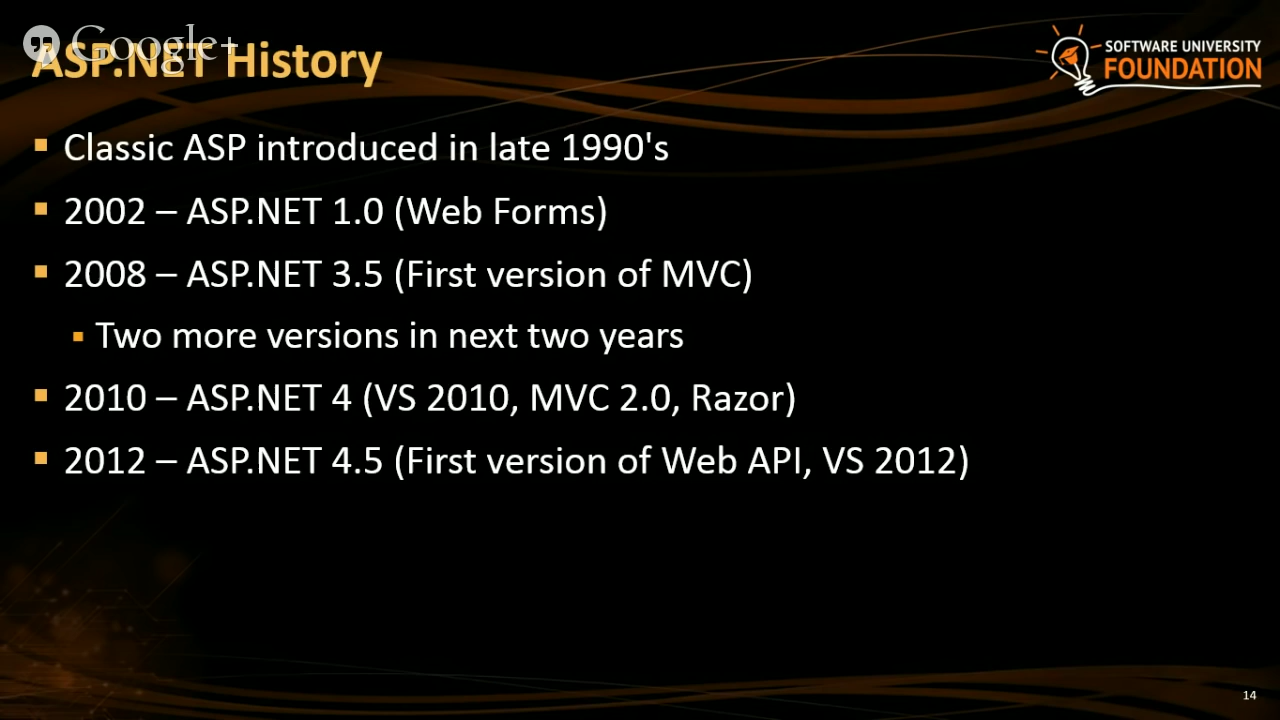 Google+
ASP.NET History
SOFTWARE UNIVERSITY
FOUNDATION
Classic ASP introduced in late 1990's
2002 – ASP.NET 1.0 (Web Forms)
2008 – ASP.NET 3.5 (First version of MVC)
Two more versions in next two years
2010 – ASP.NET 4 (VS 2010, MVC 2.0, Razor)
2012 – ASP.NET 4.5 (First version of Web API, VS 2012)
14